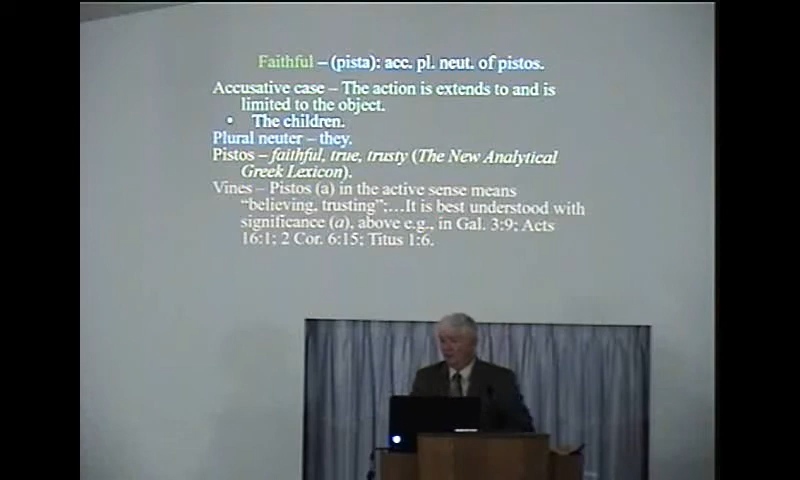 Faithful – (pista): acc. pl. neut. of pistos.
Accusative case – The action is extends to and is
limited to the object.
• The children.
Plural neuter – they.
Pistos – faithful, true, trusty (The New Analytical
Greek Lexicon).
Vines – Pistos (a) in the active sense means
“believing, trusting”;…It is best understood with
significance (a), above e.g., in Gal. 3:9; Acts
16:1; 2 Cor. 6:15; Titus 1:6.